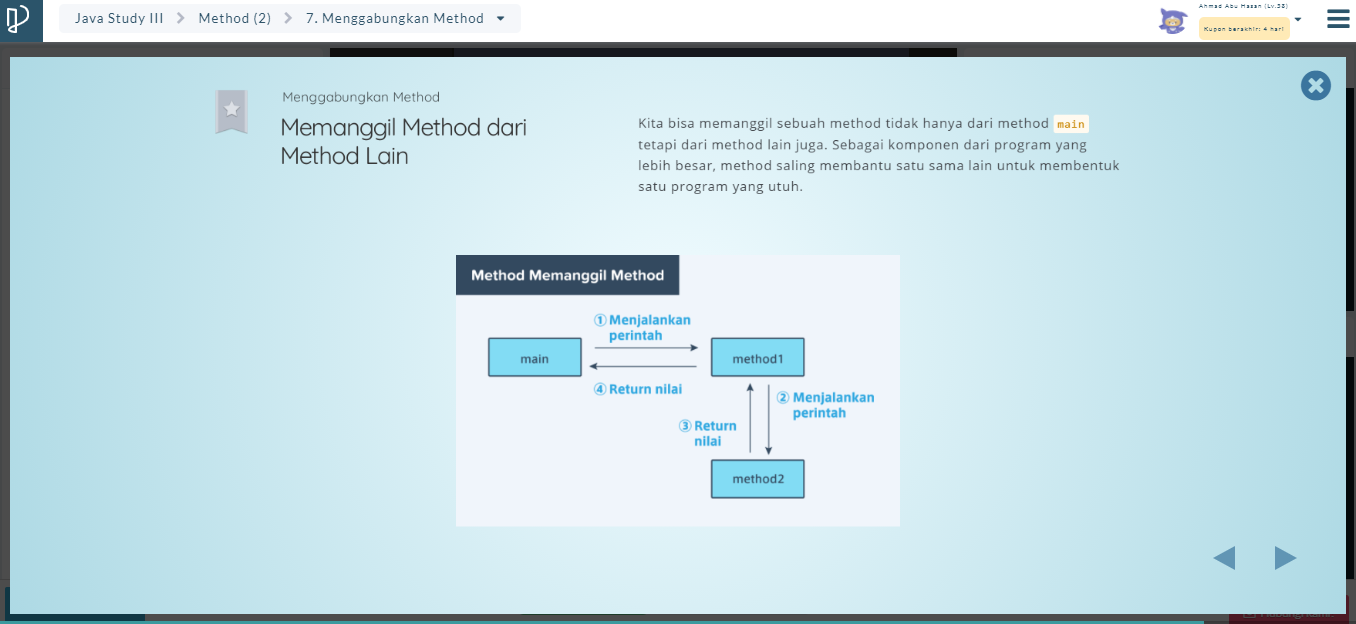 Java Study III
Method (2)
7. Menggabungkan Method
Ahmad Abu Hasan (Lv.38)
Kupon berakhir: 4 hari
Menggabungkan Method
Memanggil Method dari
Method Lain
Kita bisa memanggil sebuah method tidak hanya dari method main
tetapi dari method lain juga. Sebagai komponen dari program yang
lebih besar, method saling membantu satu sama lain untuk membentuk
satu program yang utuh.
Method Memanggil Method
① Menjalankan
perintah
main
method1
④ Return nilai
② Menjalankan
perintah
③ Return
nilai
method2